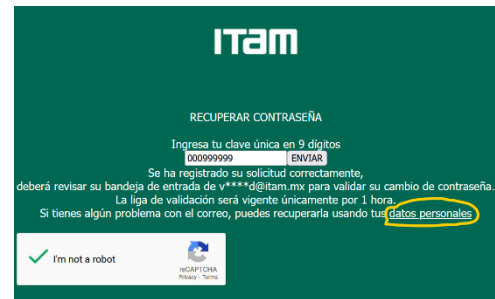 ITam
RECUPERAR CONTRASEÑA
Ingresa tu clave única en 9 dígitos
000999999 ENVIAR
Se ha registrado su solicitud correctamente,
deberá revisar su bandeja de entrada de v****d@itam.mx para validar su cambio de contraseña.
La liga de validación será vigente únicamente por 1 hora.
Si tienes algún problema con el correo, puedes recuperarla usando tus datos personales
I'm not a robot
reCAPTCHA
Privacy - Terms